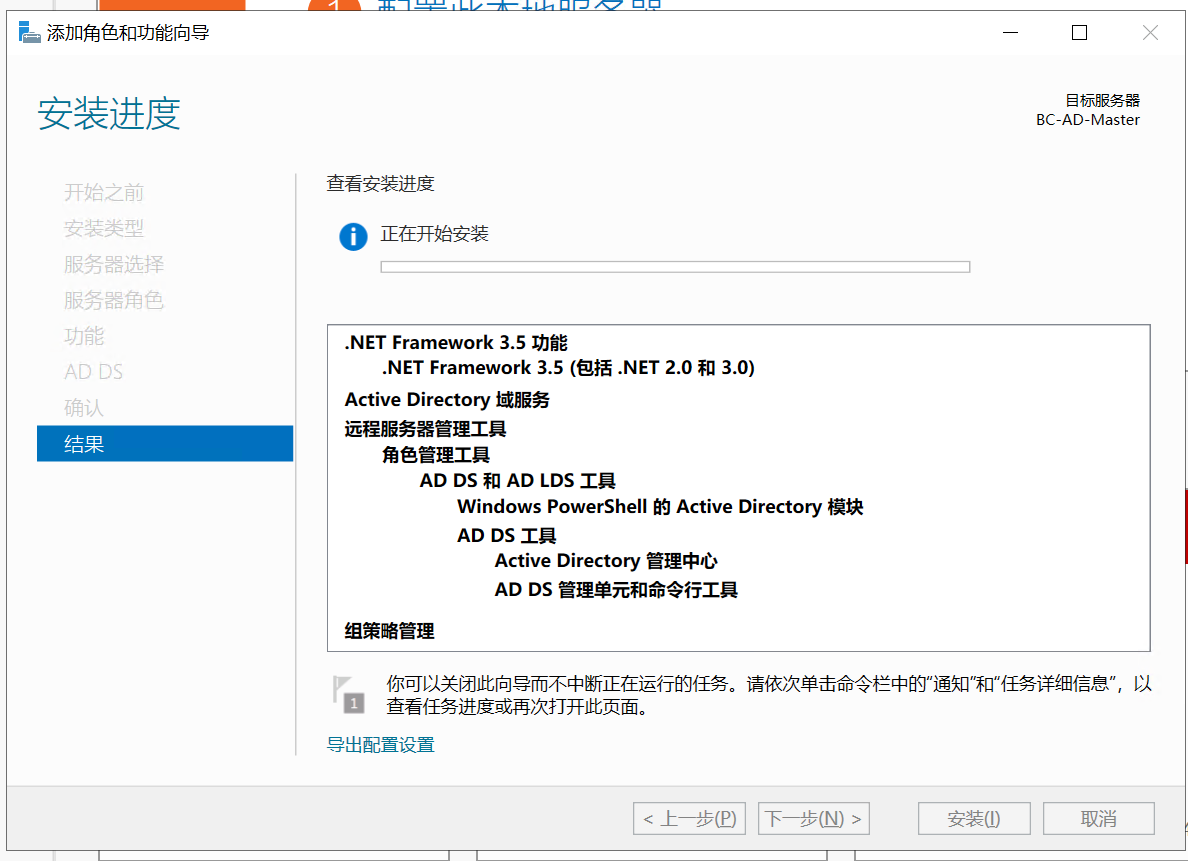 1 配置此本地服务器
添加角色和功能向导
安装进度
目标服务器
BC-AD-Master
开始之前
安装类型
服务器选择
服务器角色
功能
AD DS
确认
结果
查看安装进度
正在开始安装
.NET Framework 3.5 功能
.NET Framework 3.5 (包括 .NET 2.0 和 3.0)
Active Directory 域服务
远程服务器管理工具
角色管理工具
AD DS 和 AD LDS 工具
Windows PowerShell 的 Active Directory 模块
AD DS 工具
Active Directory 管理中心
AD DS 管理单元和命令行工具
组策略管理
1
你可以关闭此向导而不中断正在运行的任务。请依次单击命令栏中的“通知”和“任务详细信息”，以
查看任务进度或再次打开此页面。
导出配置设置
< 上一步(P)
下一步(N) >
安装(I)
取消